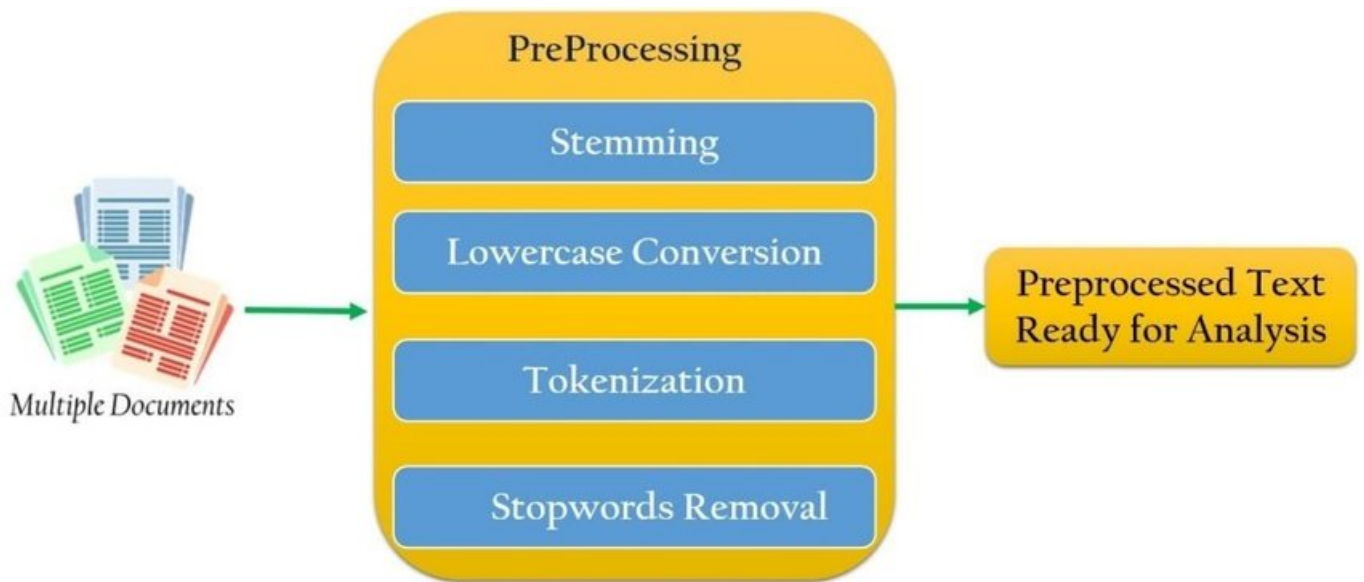 Multiple Documents
PreProcessing
Stemming
Lowercase Conversion
Tokenization
Stopwords Removal
Preprocessed Text
Ready for Analysis